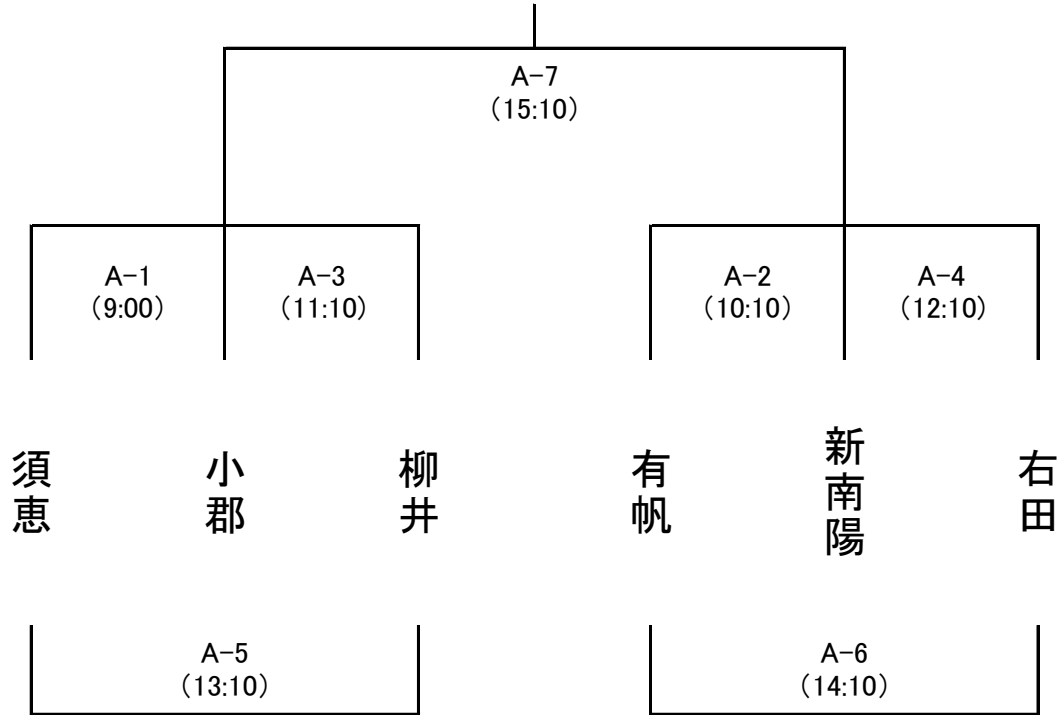 A-7
(15:10)
A-1
(9:00)
A-3
(11:10)
A-2
(10:10)
A-4
(12:10)
須恵
小郡
柳井
有帆
新南陽
右田
A-5
(13:10)
A-6
(14:10)